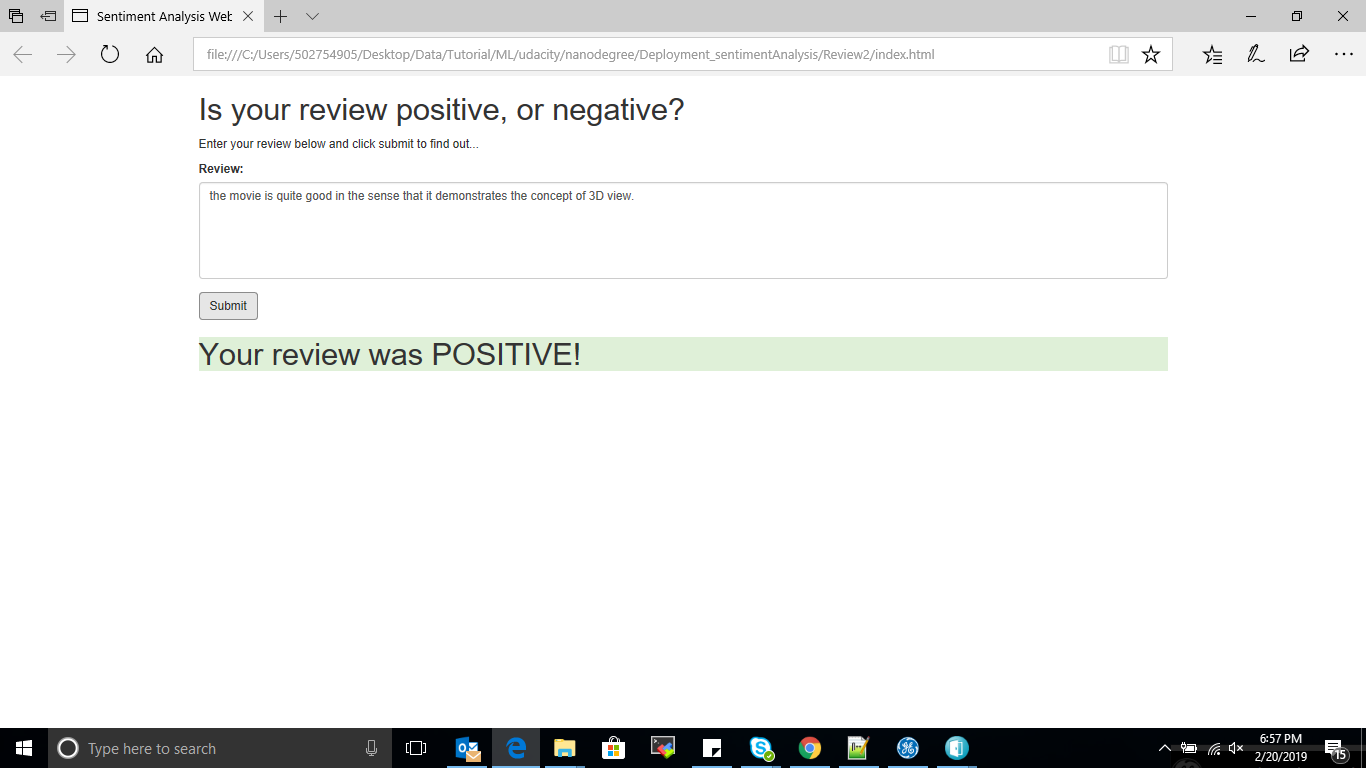 Sentiment Analysis Web
file:///C:/Users/502754905/Desktop/Data/Tutorial/ML/udacity/nanodegree/Deployment_sentimentAnalysis/Review2/index.html
Is your review positive, or negative?
Enter your review below and click submit to find out...
Review:
the movie is quite good in the sense that it demonstrates the concept of 3D view.
Submit
Your review was POSITIVE!
Type here to search
6:57 PM
2/20/2019
15